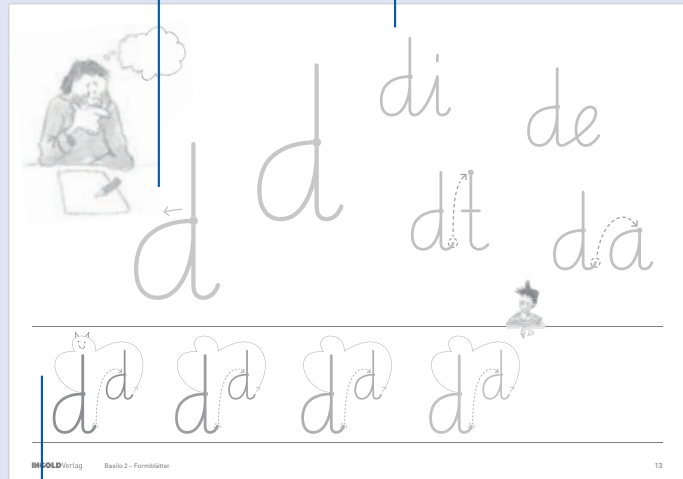 di
d
de
d
dt
da
d d d d d d d d
INGOLDVerlag Basilo 2 – Formblätter 13